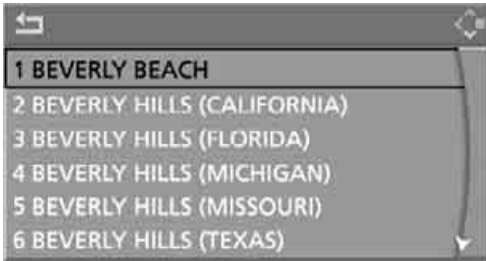 1 BEVERLY BEACH
2 BEVERLY HILLS (CALIFORNIA)
3 BEVERLY HILLS (FLORIDA)
4 BEVERLY HILLS (MICHIGAN)
5 BEVERLY HILLS (MISSOURI)
6 BEVERLY HILLS (TEXAS)